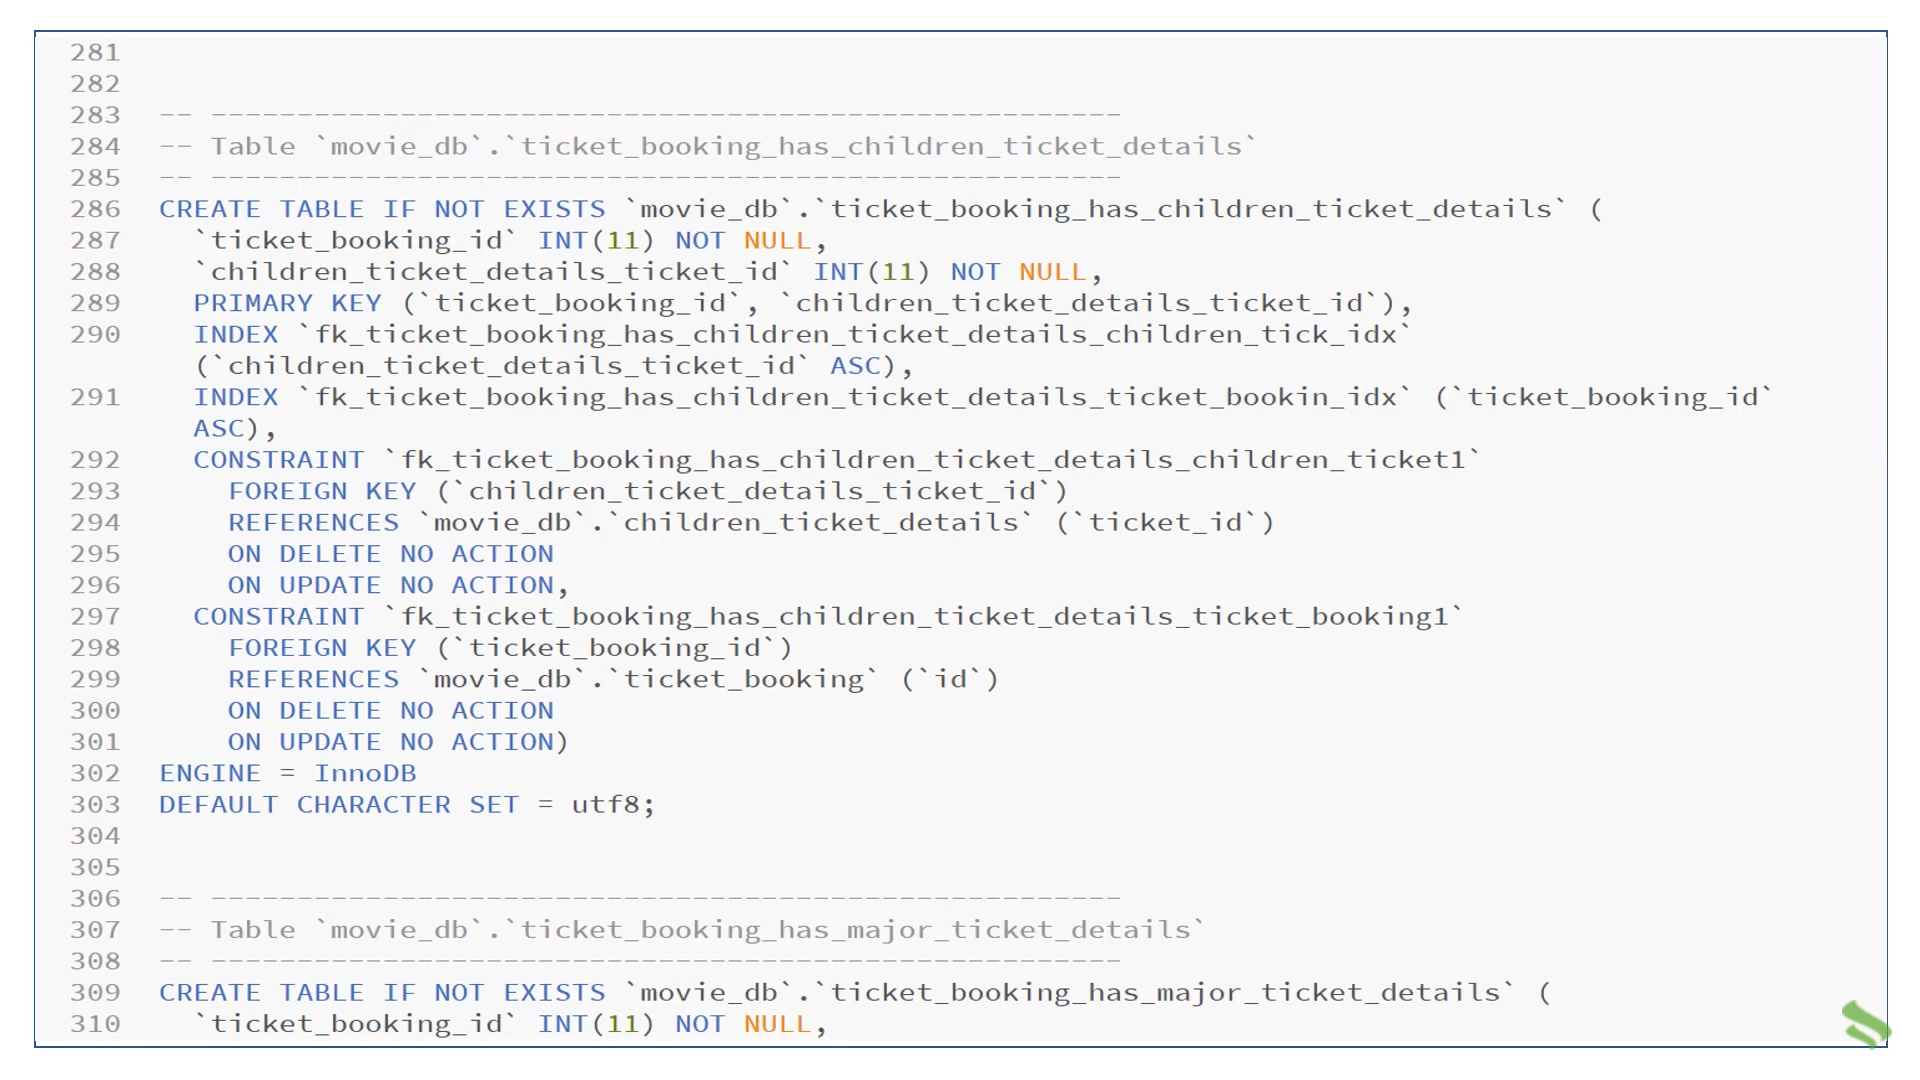 281
282
283 -- -----------------------------------------------------
284 -- Table `movie_db`.`ticket_booking_has_children_ticket_details`
285 -- -----------------------------------------------------
286 CREATE TABLE IF NOT EXISTS `movie_db`.`ticket_booking_has_children_ticket_details` (
287 `ticket_booking_id` INT(11) NOT NULL,
288 `children_ticket_details_ticket_id` INT(11) NOT NULL,
289 PRIMARY KEY (`ticket_booking_id`, `children_ticket_details_ticket_id`),
290 INDEX `fk_ticket_booking_has_children_ticket_details_children_tick_idx`
(`children_ticket_details_ticket_id` ASC),
291 INDEX `fk_ticket_booking_has_children_ticket_details_ticket_bookin_idx` (`ticket_booking_id`
ASC),
292 CONSTRAINT `fk_ticket_booking_has_children_ticket_details_children_ticket1`
293 FOREIGN KEY (`children_ticket_details_ticket_id`)
294 REFERENCES `movie_db`.`children_ticket_details` (`ticket_id`)
295 ON DELETE NO ACTION
296 ON UPDATE NO ACTION,
297 CONSTRAINT `fk_ticket_booking_has_children_ticket_details_ticket_booking1`
298 FOREIGN KEY (`ticket_booking_id`)
299 REFERENCES `movie_db`.`ticket_booking` (`id`)
300 ON DELETE NO ACTION
301 ON UPDATE NO ACTION)
302 ENGINE = InnoDB
303 DEFAULT CHARACTER SET = utf8;
304
305
306 -- -----------------------------------------------------
307 -- Table `movie_db`.`ticket_booking_has_major_ticket_details`
308 -- -----------------------------------------------------
309 CREATE TABLE IF NOT EXISTS `movie_db`.`ticket_booking_has_major_ticket_details` (
310 `ticket_booking_id` INT(11) NOT NULL,